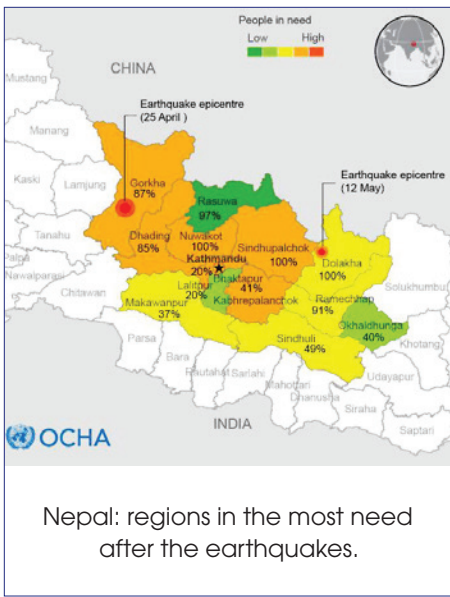 People in need
Low High
CHINA
Mustang
Earthquake epicentre
(25 April )
Manang
Kaski
Lamjung
Gorkha
87%
Rasuwa
97%
Earthquake epicentre
(12 May)
Tanahu
Dhading
85%
Nuwakot
100%
Sindhupalchok
100%
Dolakha
100%
Solukhumbu
Palpa
Nawalparasi
Kathmandu
20%
Bhaktapur
41%
Lalitpur
20%
Kabhrepalanchok
Chitawan
Makawanpur
37%
Ramechhap
91%
Okhaldhunga
40%
Khotang
Sindhuli
49%
Parsa
Bara
Rautahat
Sarlahi
Mahottari
Dhanusha
Siraha
Udayapur
Saptari
INDIA
OCHA
Nepal: regions in the most need
after the earthquakes.